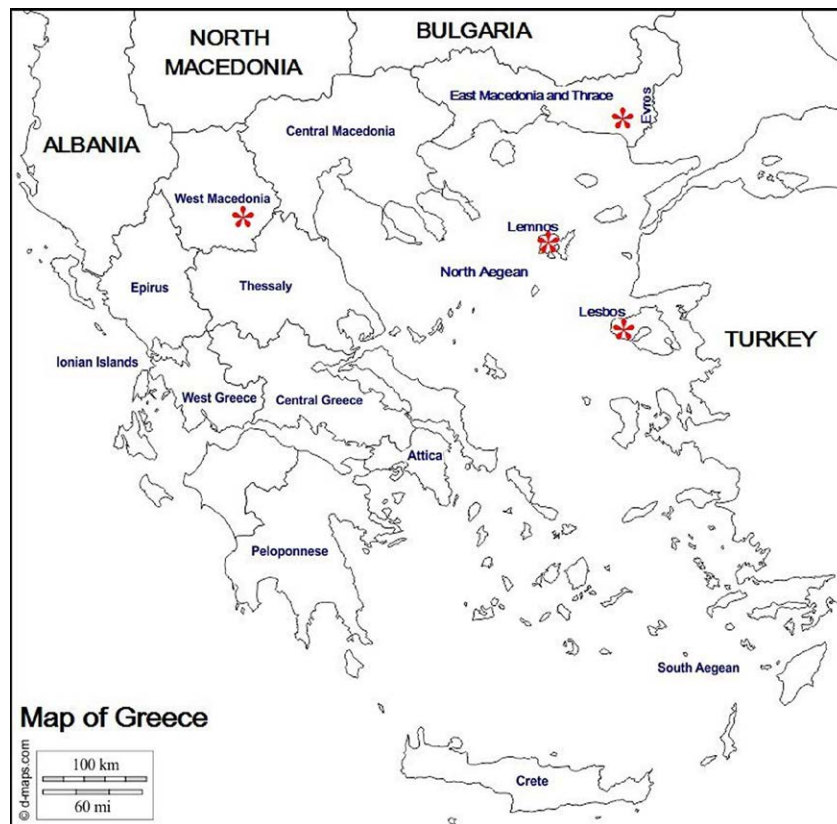 BULGARIA
NORTH
MACEDONIA
East Macedonia and Thrace
Evros
Central Macedonia
ALBANIA
West Macedonia
Lemnos
North Aegean
Epirus
Thessaly
Lesbos
TURKEY
Ionian Islands
West Greece
Central Greece
Attica
Peloponnese
South Aegean
Map of Greece
100 km
60 mi
© d-maps.com
Crete